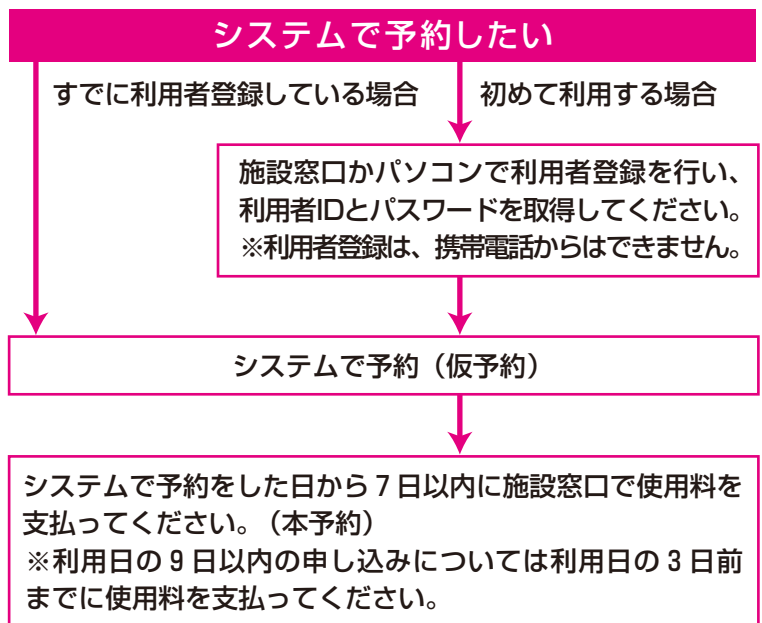 システムで予約したい
すでに利用者登録している場合
初めて利用する場合
施設窓口かパソコンで利用者登録を行い、
利用者IDとパスワードを取得してください。
※利用者登録は、携帯電話からはできません。
システムで予約（仮予約）
システムで予約をした日から7日以内に施設窓口で使用料を
支払ってください。（本予約）
※利用日の9日以内の申し込みについては利用日の3日前
までに使用料を支払ってください。